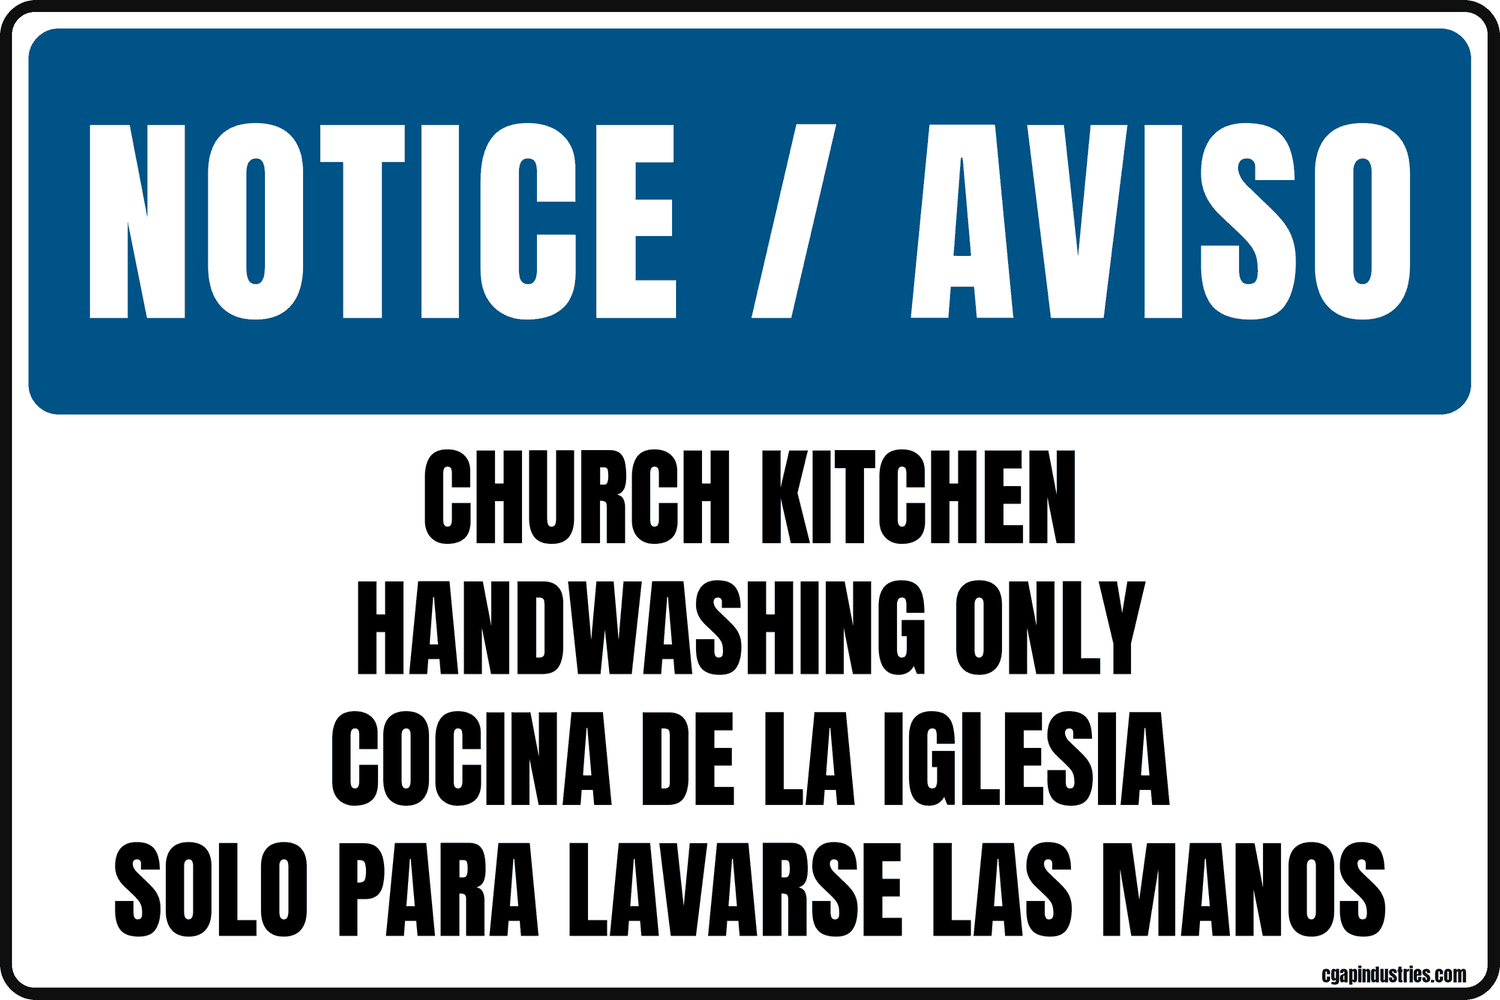 NOTICE / AVISO
CHURCH KITCHEN
HANDWASHING ONLY
COCINA DE LA IGLESIA
SOLO PARA LAVARSE LAS MANOS
cgapindustries.com